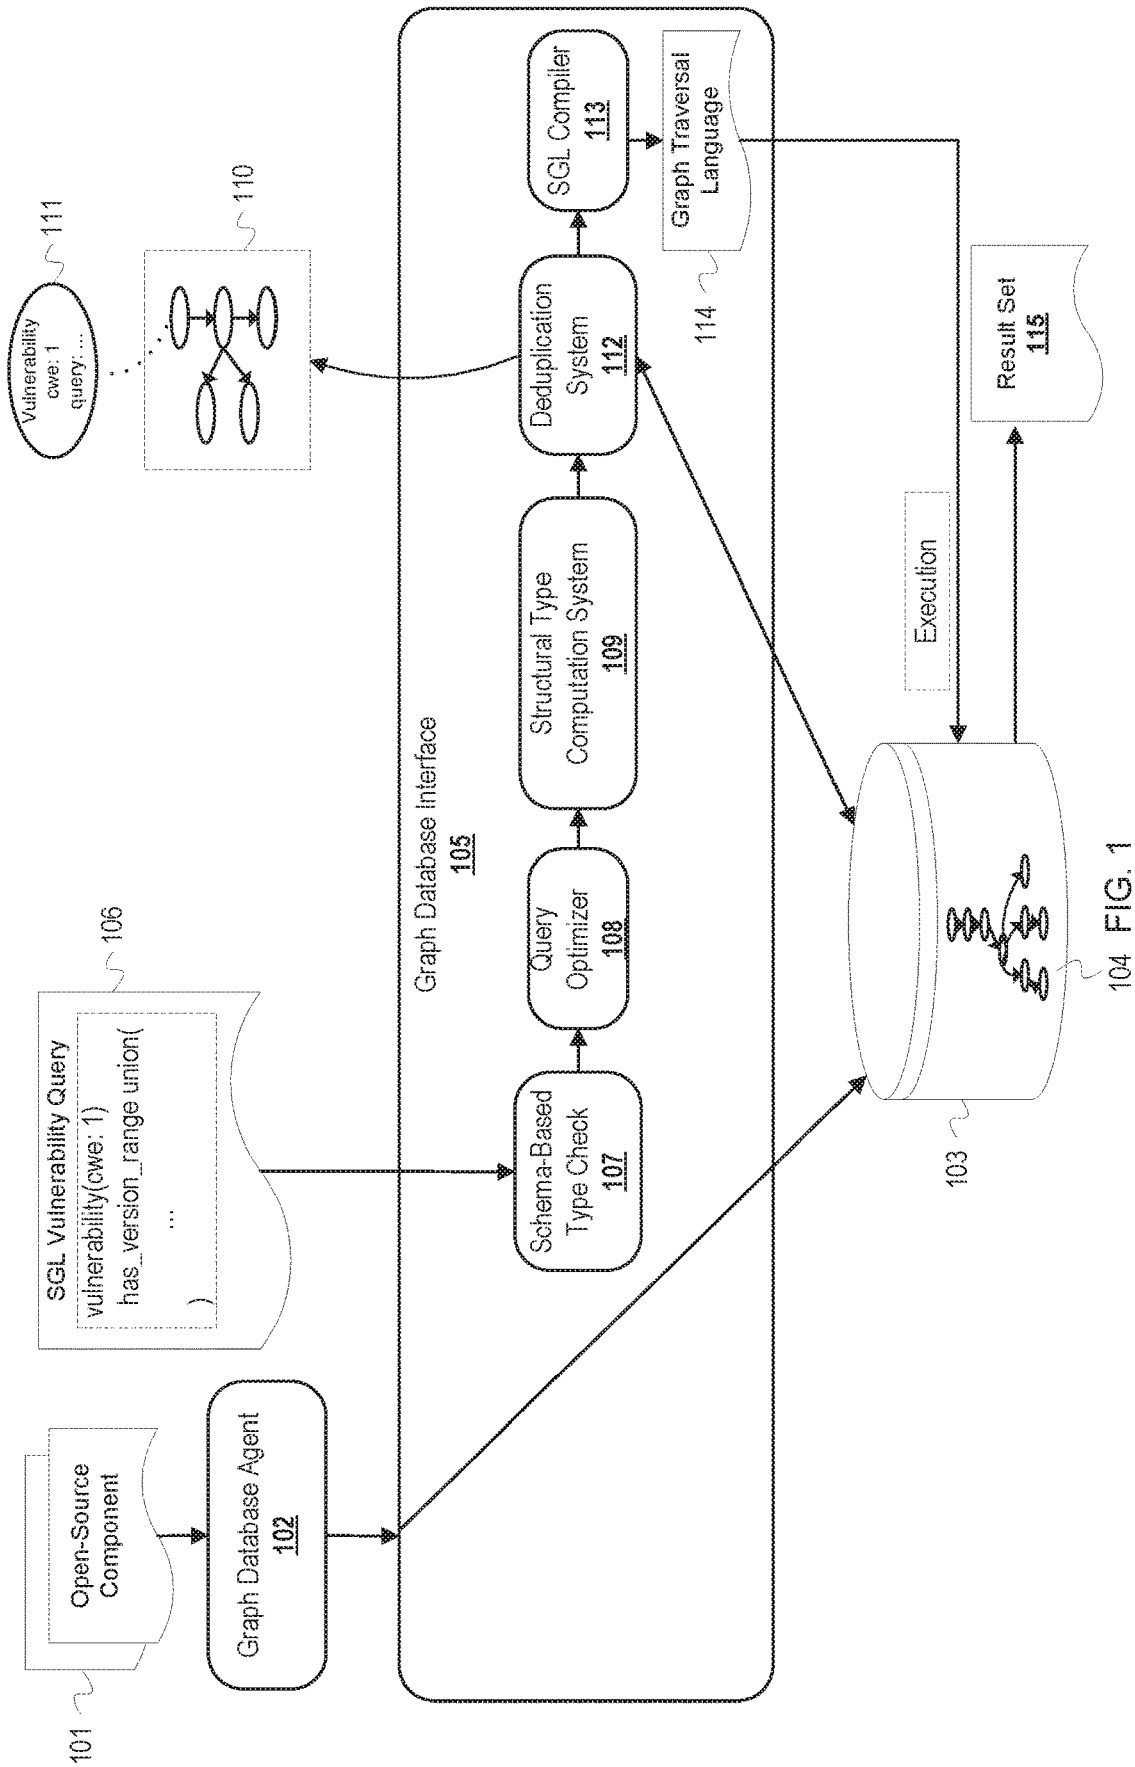 101
Open-Source
Component
Graph Database Agent
102
106
SGL Vulnerability Query
vulnerability(cwe: 1)
has_version_range union(
...
)
Graph Database Interface
105
Schema-Based
Type Check
107
Query
Optimizer
108
Structural Type
Computation System
109
Deduplication
System
112
SGL Compiler
113
Vulnerability
cwe: 1
query: ...
111
110
Graph Traversal
Language
114
Execution
Result Set
115
103
104
FIG. 1